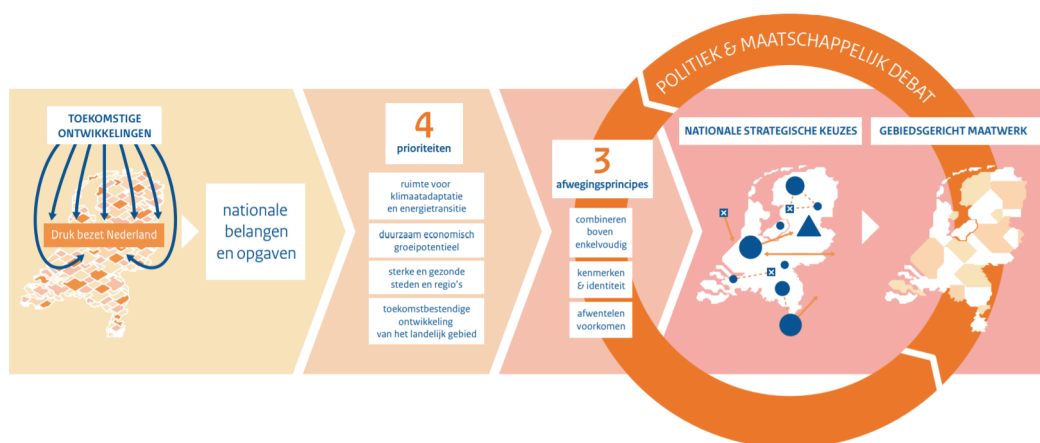 POLITIEK & MAATSCHAPPELIJK DEBAT
TOEKOMSTIGE
ONTWIKKELINGEN
Druk bezet Nederland
nationale
belangen
en opgaven
4
prioriteiten
ruimte voor
klimaatadaptatie
en energietransitie
duurzaam economisch
groeipotentieel
sterke en gezonde
steden en regio's
toekomstbestendige
ontwikkeling
van het landelijk gebied
3
afwegingsprincipes
combineren
boven
enkelvoudig
kenmerken
& identiteit
afwentelen
voorkomen
NATIONALE STRATEGISCHE KEUZES
GEBIEDSGERICHT MAATWERK